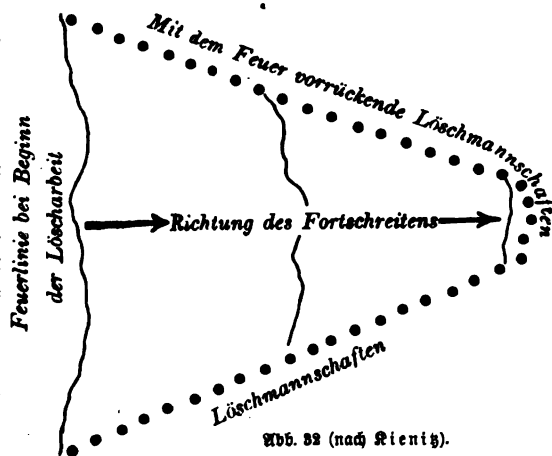 Mit dem Feuer vorrückende Löschmannschaften
Feuerlinie bei Beginn
der Löscharbeit
Richtung des Fortschreitens
Löschmannschaften
Abb. 32 (nach Kienitz).